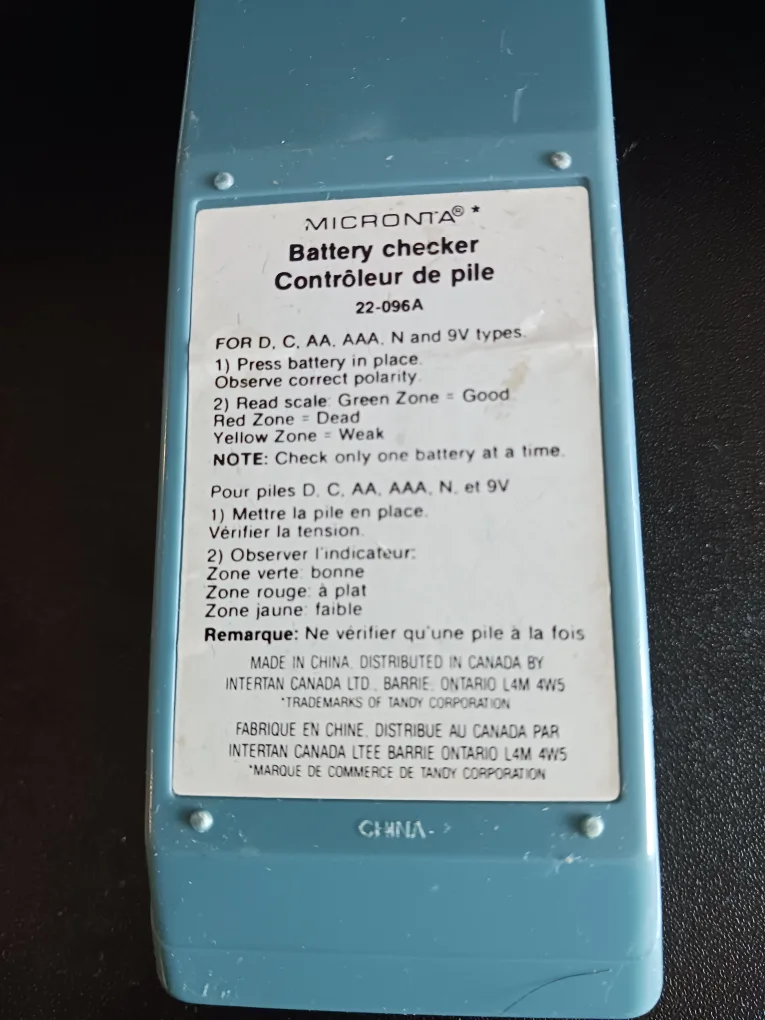 MICRONTA® *
Battery checker
Contrôleur de pile
22-096A
FOR D, C, AA, AAA, N and 9V types.
1) Press battery in place.
Observe correct polarity.
2) Read scale: Green Zone = Good
Red Zone = Dead
Yellow Zone = Weak
NOTE: Check only one battery at a time.
Pour piles D, C, AA, AAA, N, et 9V
1) Mettre la pile en place.
Vérifier la tension.
2) Observer l'indicateur:
Zone verte: bonne
Zone rouge: à plat
Zone jaune: faible
Remarque: Ne vérifier qu'une pile à la fois
MADE IN CHINA. DISTRIBUTED IN CANADA BY
INTERTAN CANADA LTD., BARRIE, ONTARIO L4M 4W5
*TRADEMARKS OF TANDY CORPORATION
FABRIQUE EN CHINE. DISTRIBUE AU CANADA PAR
INTERTAN CANADA LTEE BARRIE ONTARIO L4M 4W5
*MARQUE DE COMMERCE DE TANDY CORPORATION
CHINA